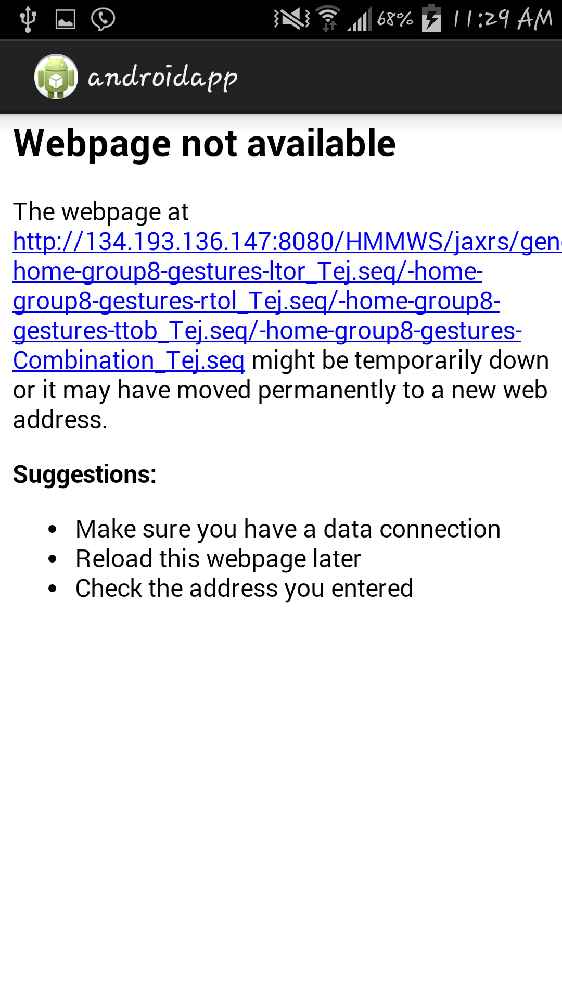 68% 11:29 AM
androidapp
Webpage not available
The webpage at
http://134.193.136.147:8080/HMMWS/jaxrs/gen
home-group8-gestures-ltor_Tej.seq/-home-
group8-gestures-rtol_Tej.seq/-home-group8-
gestures-ttob_Tej.seq/-home-group8-gestures-
Combination_Tej.seq might be temporarily down
or it may have moved permanently to a new web
address.
Suggestions:
• Make sure you have a data connection
• Reload this webpage later
• Check the address you entered